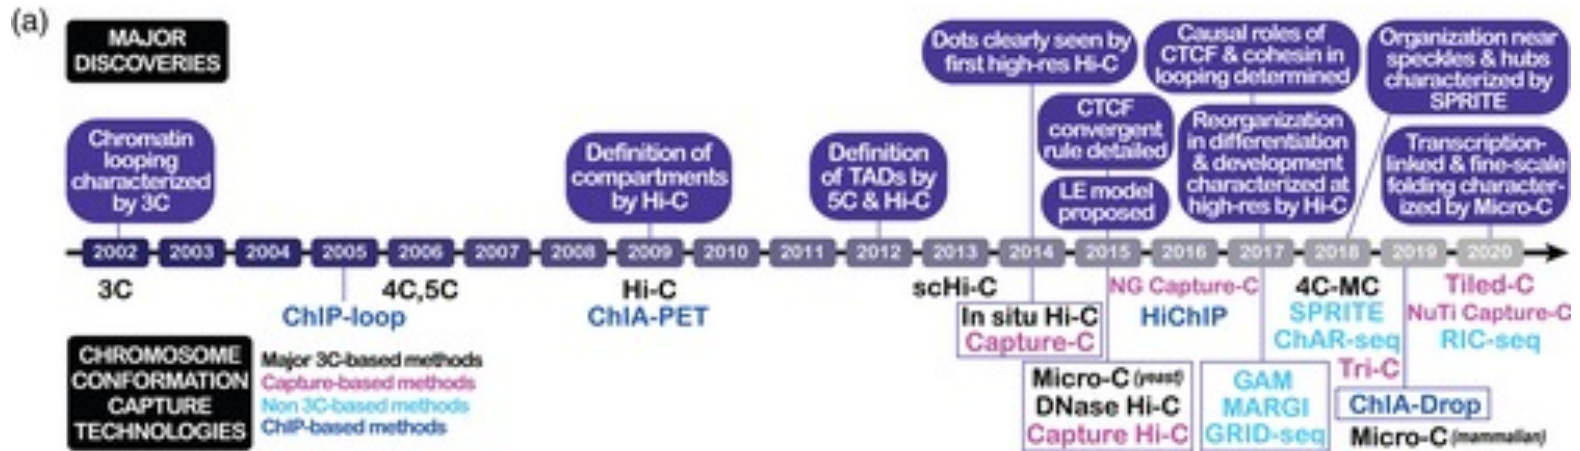 (a)
MAJOR
DISCOVERIES
Chromatin
looping
characterized
by 3C
Definition of
compartments
by Hi-C
Definition
of TADs by
5C & Hi-C
Dots clearly seen by
first high-res Hi-C
CTCF
convergent
rule detailed
LE model
proposed
Causal roles of
CTCF & cohesin in
looping determined
Reorganization
in differentiation
& development
characterized at
high-res by Hi-C
Organization near
speckles & hubs
characterized by
SPRITE
Transcription-
linked & fine-scale
folding character-
ized by Micro-C
2002 2003 2004 2005 2006 2007 2008 2009 2010 2011 2012 2013 2014 2015 2016 2017 2018 2019 2020
3C
ChIP-loop
4C,5C
Hi-C
ChIA-PET
scHi-C
In situ Hi-C
Capture-C
Micro-C (yeast)
DNase Hi-C
Capture Hi-C
NG Capture-C
HiChIP
GAM
MARGI
GRID-seq
4C-MC
SPRITE
ChAR-seq
Tri-C
ChIA-Drop
Micro-C (mammalian)
Tiled-C
NuTi Capture-C
RIC-seq
CHROMOSOME
CONFORMATION
CAPTURE
TECHNOLOGIES
Major 3C-based methods
Capture-based methods
Non 3C-based methods
ChIP-based methods